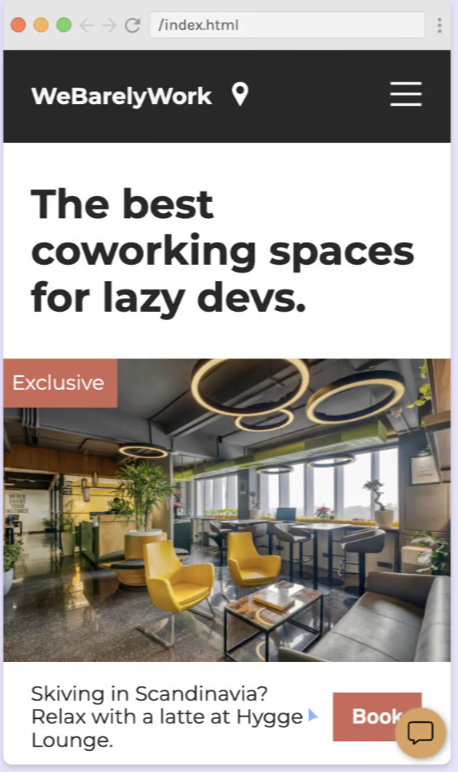 /index.html
WeBarelyWork
The best
coworking spaces
for lazy devs.
Exclusive
Skiving in Scandinavia?
Relax with a latte at Hygge
Lounge.
Book